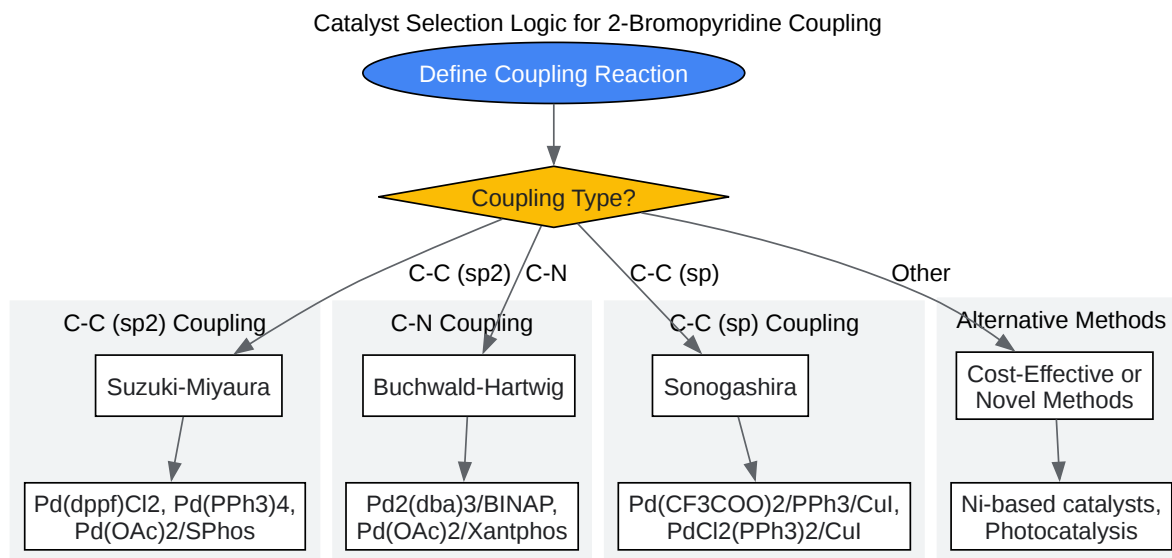 Catalyst Selection Logic for 2-Bromopyridine Coupling
Define Coupling Reaction
Coupling Type?
C-C (sp2)
C-N
C-C (sp)
Other
C-C (sp2) Coupling
C-N Coupling
C-C (sp) Coupling
Alternative Methods
Suzuki-Miyaura
Buchwald-Hartwig
Sonogashira
Cost-Effective or
Novel Methods
Pd(dppf)Cl2, Pd(PPh3)4,
Pd(OAc)2/SPhos
Pd2(dba)3/BINAP,
Pd(OAc)2/Xantphos
Pd(CF3COO)2/PPh3/CuI,
PdCl2(PPh3)2/CuI
Ni-based catalysts,
Photocatalysis